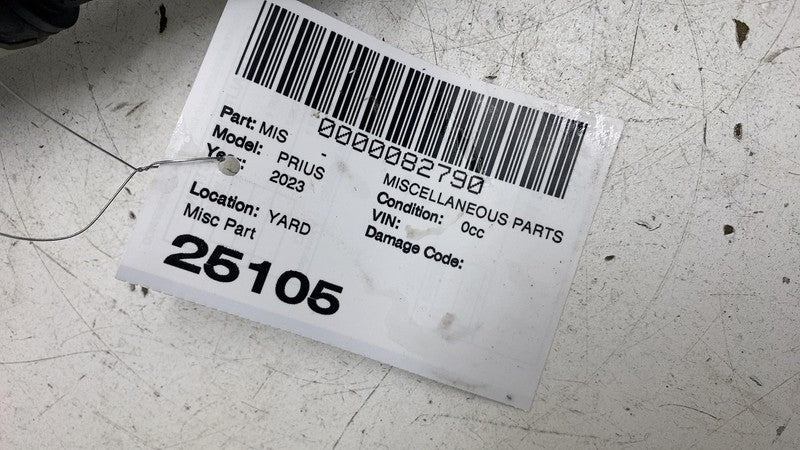 0000082790
Part: MIS - MISCELLANEOUS PARTS
Model: PRIUS Condition: 0cc
Year: 2023 VIN:
Damage Code:
Location: YARD
Misc Part
25105